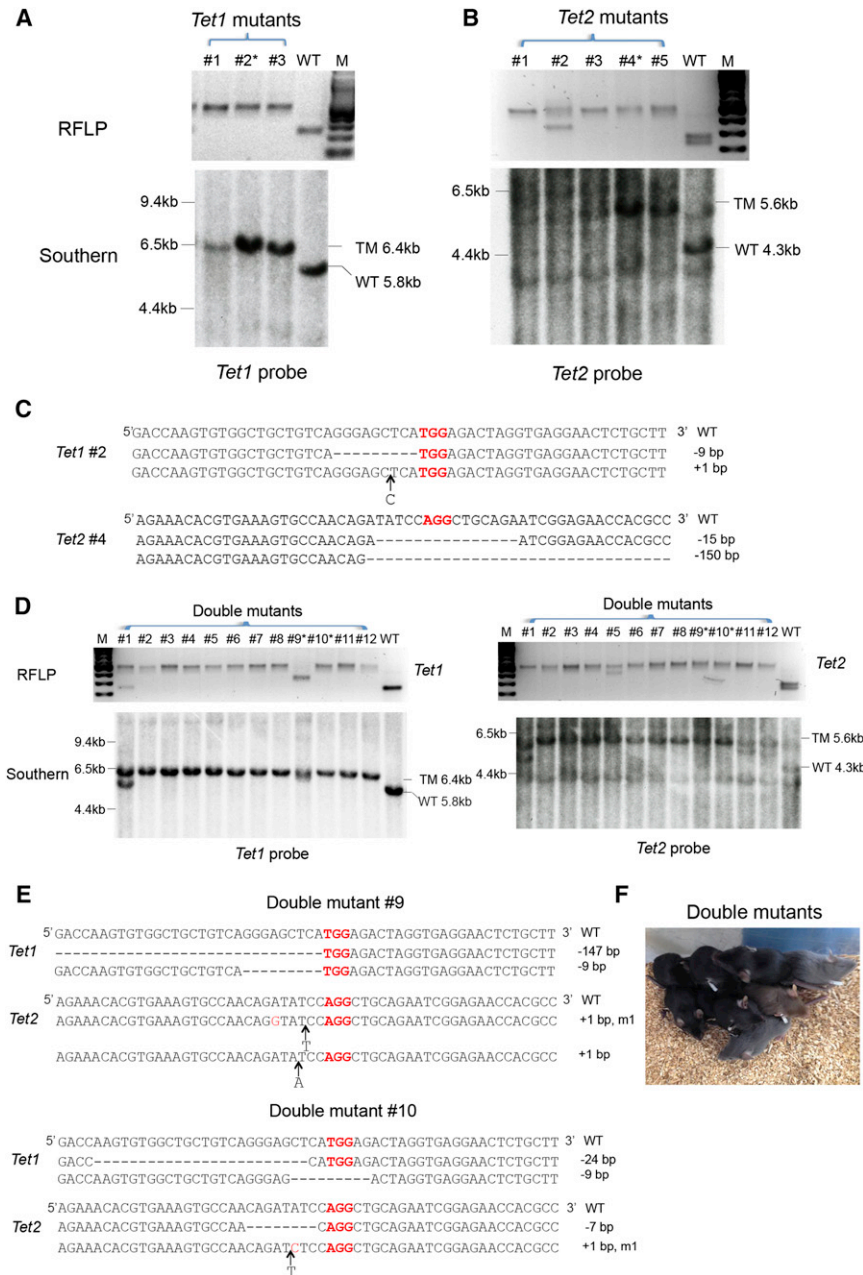 A
Tet1 mutants
#1 #2* #3 WT M
RFLP
9.4kb
6.5kb
4.4kb
Southern
TM 6.4kb
WT 5.8kb
Tet1 probe
B
Tet2 mutants
#1 #2 #3 #4* #5 WT M
6.5kb
4.4kb
TM 5.6kb
WT 4.3kb
Tet2 probe
C
Tet1 #2
5'GACCAAGTGTGGCTGCTGTCAGGGAGCTCATGGAGACTAGGTGAGGAACTCTGCTT 3' WT
GACCAAGTGTGGCTGCTGTCA---------TGGAGACTAGGTGAGGAACTCTGCTT -9 bp
GACCAAGTGTGGCTGCTGTCAGGGAGCTCATGGAGACTAGGTGAGGAACTCTGCTT +1 bp
C
Tet2 #4
5'AGAAACACGTGAAAGTGCCAACAGATATCCAGGCTGCAGAATCGGAGAACCACGCC 3' WT
AGAAACACGTGAAAGTGCCAACAGA---------------ATCGGAGAACCACGCC -15 bp
AGAAACACGTGAAAGTGCCAACAG-------------------------------- -150 bp
D
Double mutants
M #1 #2 #3 #4 #5 #6 #7 #8 #9* #10* #11 #12 WT
RFLP
Tet1
9.4kb
6.5kb
4.4kb
Southern
TM 6.4kb
WT 5.8kb
Tet1 probe
Double mutants
M #1 #2 #3 #4 #5 #6 #7 #8 #9* #10* #11 #12 WT
Tet2
6.5kb
4.4kb
TM 5.6kb
WT 4.3kb
Tet2 probe
E
Double mutant #9
Tet1
5'GACCAAGTGTGGCTGCTGTCAGGGAGCTCATGGAGACTAGGTGAGGAACTCTGCTT 3' WT
------------------------------TGGAGACTAGGTGAGGAACTCTGCTT -147 bp
GACCAAGTGTGGCTGCTGTCA---------TGGAGACTAGGTGAGGAACTCTGCTT -9 bp
Tet2
5'AGAAACACGTGAAAGTGCCAACAGATATCCAGGCTGCAGAATCGGAGAACCACGCC 3' WT
AGAAACACGTGAAAGTGCCAACAGGTATCCAGGCTGCAGAATCGGAGAACCACGCC +1 bp, m1
T
AGAAACACGTGAAAGTGCCAACAGATATCCAGGCTGCAGAATCGGAGAACCACGCC +1 bp
A
Double mutant #10
Tet1
5'GACCAAGTGTGGCTGCTGTCAGGGAGCTCATGGAGACTAGGTGAGGAACTCTGCTT 3' WT
GACC------------------------CATGGAGACTAGGTGAGGAACTCTGCTT -24 bp
GACCAAGTGTGGCTGCTGTCAGGGAG---------ACTAGGTGAGGAACTCTGCTT -9 bp
Tet2
5'AGAAACACGTGAAAGTGCCAACAGATATCCAGGCTGCAGAATCGGAGAACCACGCC 3' WT
AGAAACACGTGAAAGTGCCAA-------CAGGCTGCAGAATCGGAGAACCACGCC -7 bp
AGAAACACGTGAAAGTGCCAACAGATCTCCAGGCTGCAGAATCGGAGAACCACGCC +1 bp, m1
T
F
Double mutants